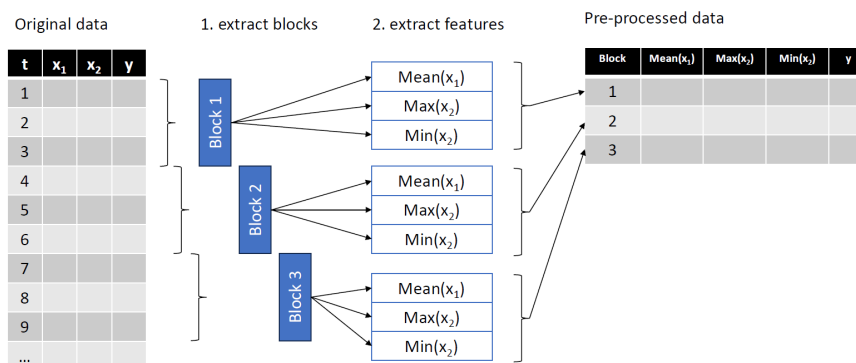 Original data
1. extract blocks
2. extract features
Pre-processed data
t x₁ x₂ y
1
2
3
4
5
6
7
8
9
...
Block 1
Block 2
Block 3
Mean(x₁)
Max(x₂)
Min(x₂)
Mean(x₁)
Max(x₂)
Min(x₂)
Mean(x₁)
Max(x₂)
Min(x₂)
Block Mean(x₁) Max(x₂) Min(x₂) y
1
2
3